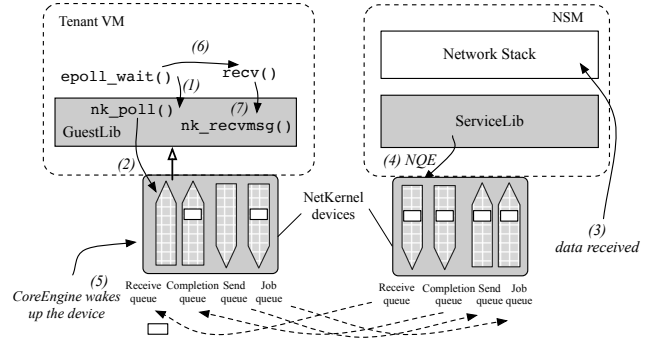 Tenant VM
NSM
(6)
epoll_wait()
recv()
(1)
Network Stack
nk_poll()
(7)
nk_recvmsg()
GuestLib
ServiceLib
(2)
(4) NQE
NetKernel
devices
(3)
data received
(5)
CoreEngine wakes
up the device
Receive
queue
Completion
queue
Send
queue
Job
queue
Receive
queue
Completion
queue
Send
queue
Job
queue